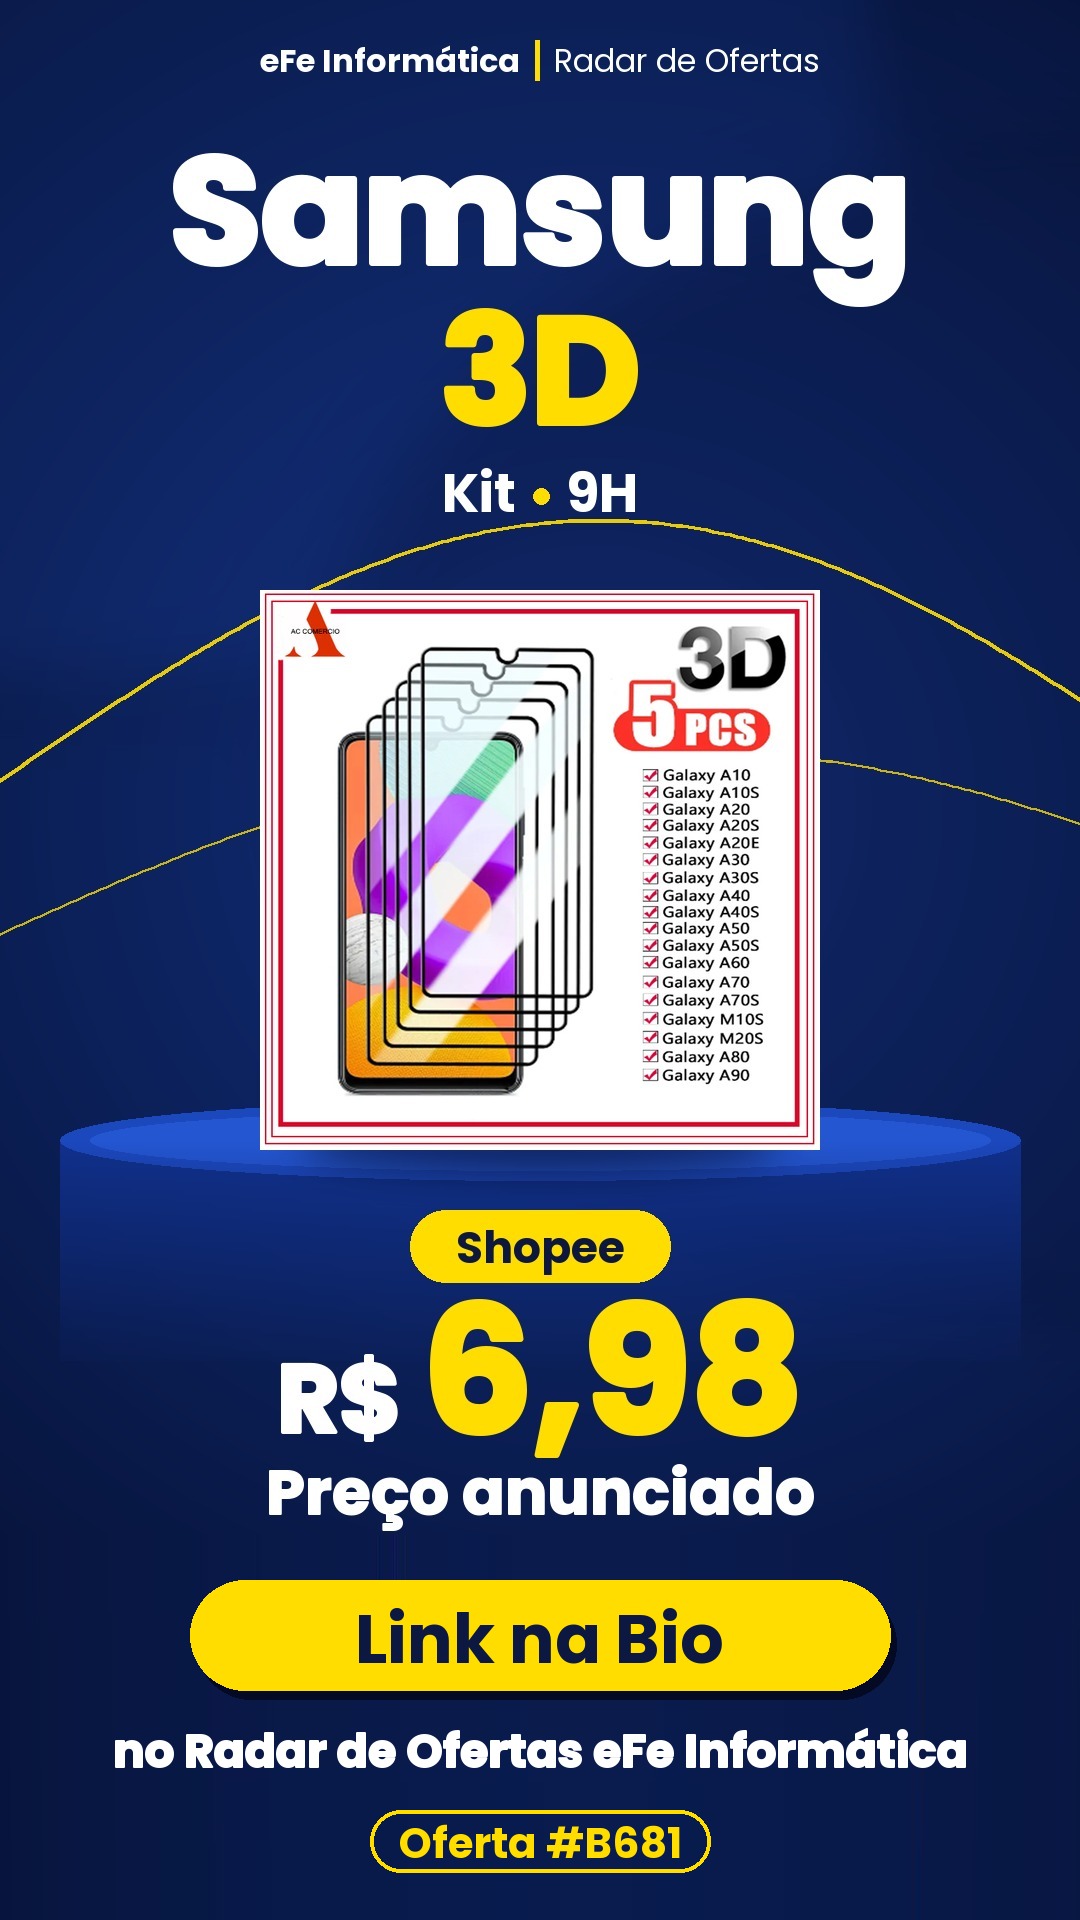 eFe Informática | Radar de Ofertas
Samsung
3D
Kit • 9H
AC COMERCIO
3D
5 PCS
Galaxy A10
Galaxy A10S
Galaxy A20
Galaxy A20S
Galaxy A20E
Galaxy A30
Galaxy A30S
Galaxy A40
Galaxy A40S
Galaxy A50
Galaxy A50S
Galaxy A60
Galaxy A70
Galaxy A70S
Galaxy M10S
Galaxy M20S
Galaxy A80
Galaxy A90
Shopee
R$ 6,98
Preço anunciado
Link na Bio
no Radar de Ofertas eFe Informática
Oferta #B681